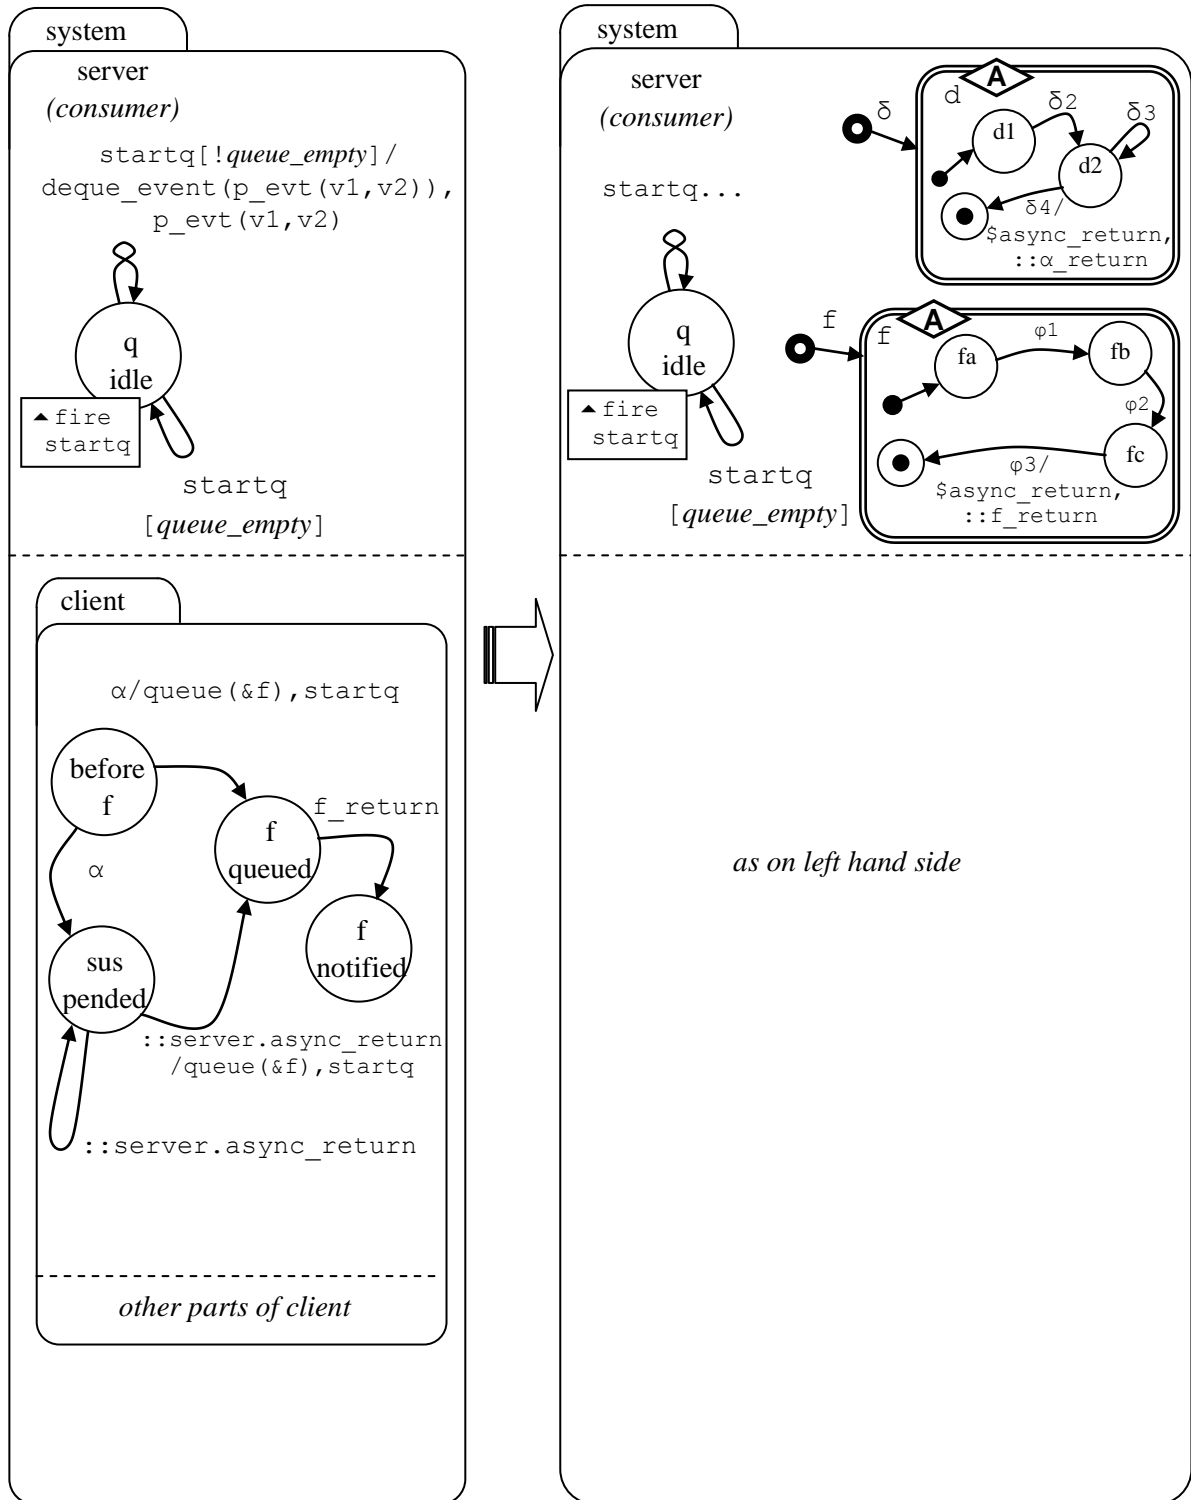 system
server
(consumer)
startq[!queue_empty]/
deque_event(p_evt(v1,v2)),
p_evt(v1,v2)
q
idle
fire
startq
startq
[queue_empty]
client
α/queue(&f),startq
before
f
f_return
f
queued
α
f
notified
sus
pended
::server.async_return
/queue(&f),startq
::server.async_return
other parts of client
system
server
(consumer)
startq...
q
idle
fire
startq
startq
[queue_empty]
δ
A
d
d1
δ2
δ3
d2
δ4/
$async_return,
::α_return
f
A
f
fa
φ1
fb
φ2
fc
φ3/
$async_return,
::f_return
as on left hand side